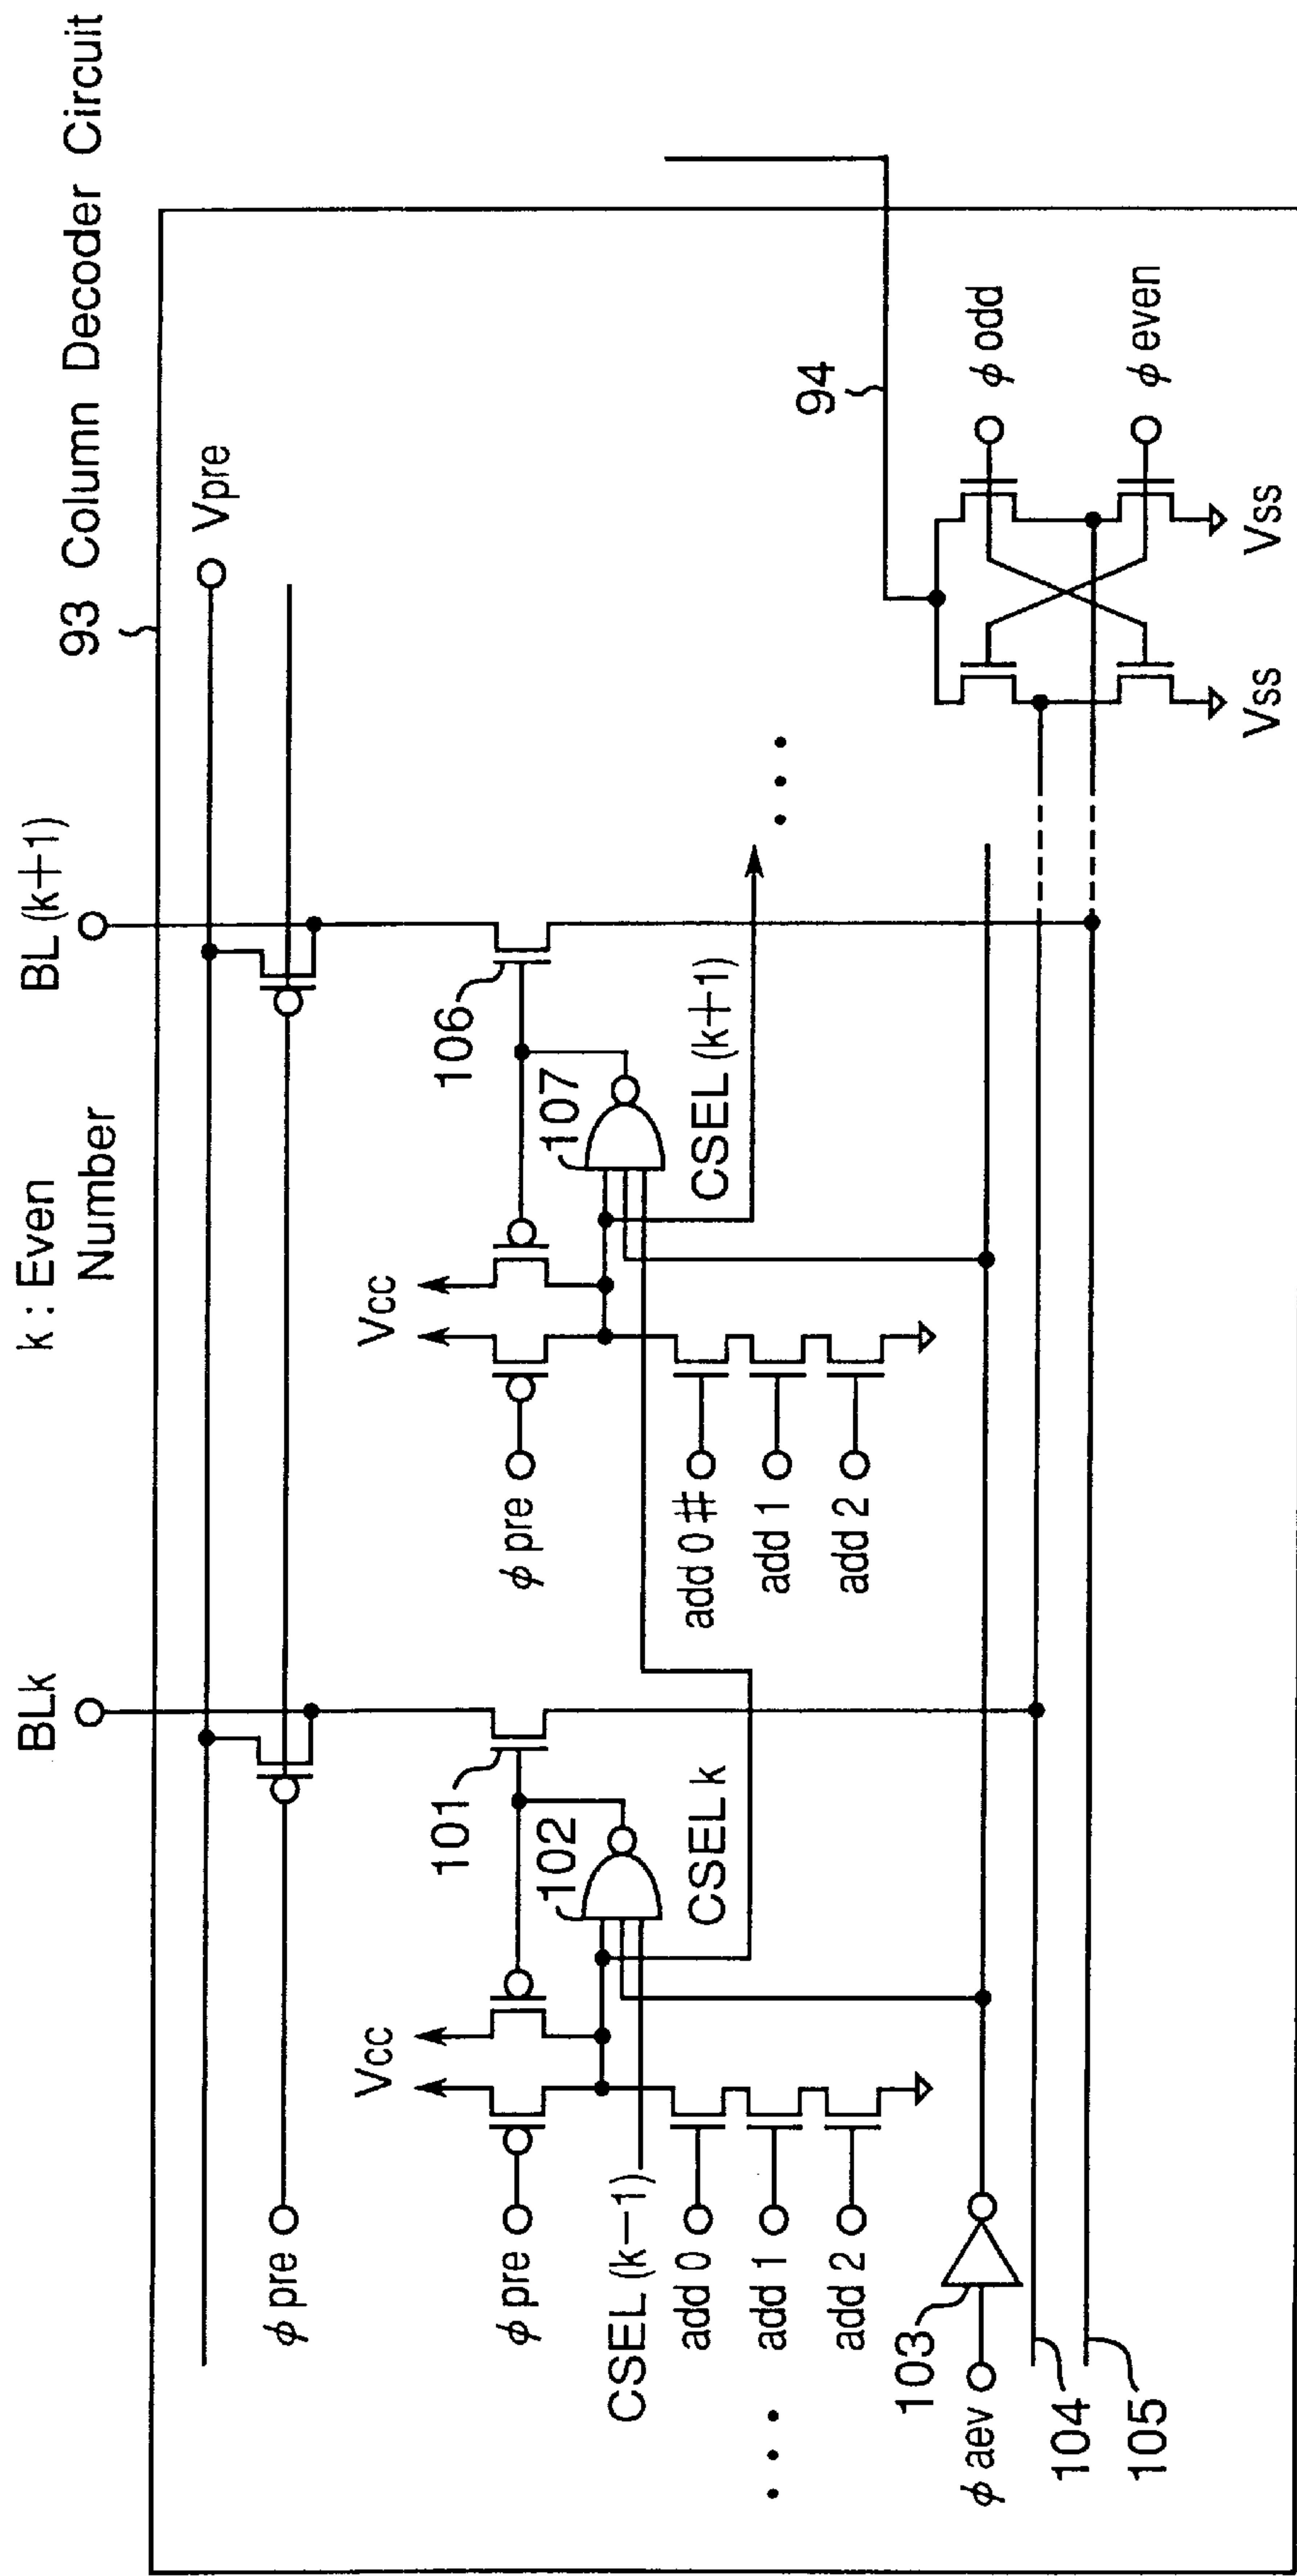 93 Column Decoder Circuit
k : Even
Number
BLk
BL (k+1)
Vpre
φ pre
101
106
Vcc
Vcc
φ pre
φ pre
102
107
CSEL (k−1)
CSEL k
CSEL (k+1)
add 0
add 0 #
add 1
add 1
add 2
add 2
94
103
φ aev
104
105
φ odd
φ even
Vss
Vss